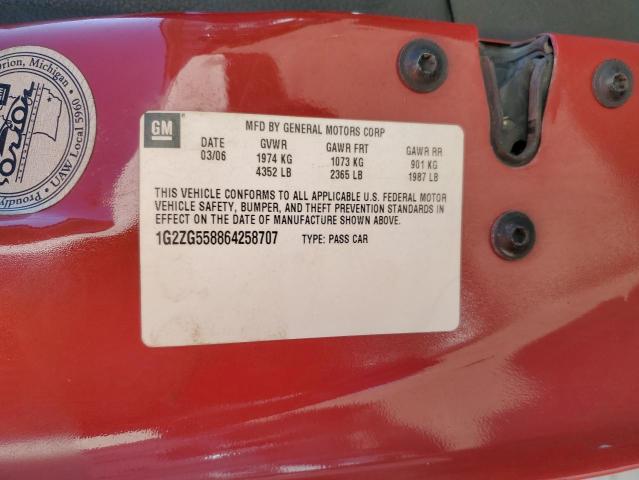 GM
MFD BY GENERAL MOTORS CORP
DATE GVWR GAWR FRT GAWR RR
03/06 1974 KG 1073 KG 901 KG
4352 LB 2365 LB 1987 LB
THIS VEHICLE CONFORMS TO ALL APPLICABLE U.S. FEDERAL MOTOR
VEHICLE SAFETY, BUMPER, AND THEFT PREVENTION STANDARDS IN
EFFECT ON THE DATE OF MANUFACTURE SHOWN ABOVE.
1G2ZG558864258707 TYPE: PASS CAR
Orion, Michigan
UAW Local 5960
Proudly